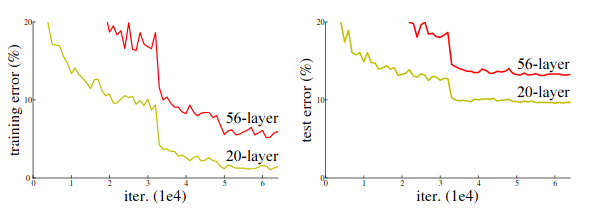 training error (%)
20
10
0
0 1 2 3 4 5 6
iter. (1e4)
56-layer
20-layer
test error (%)
20
10
0
0 1 2 3 4 5 6
iter. (1e4)
56-layer
20-layer